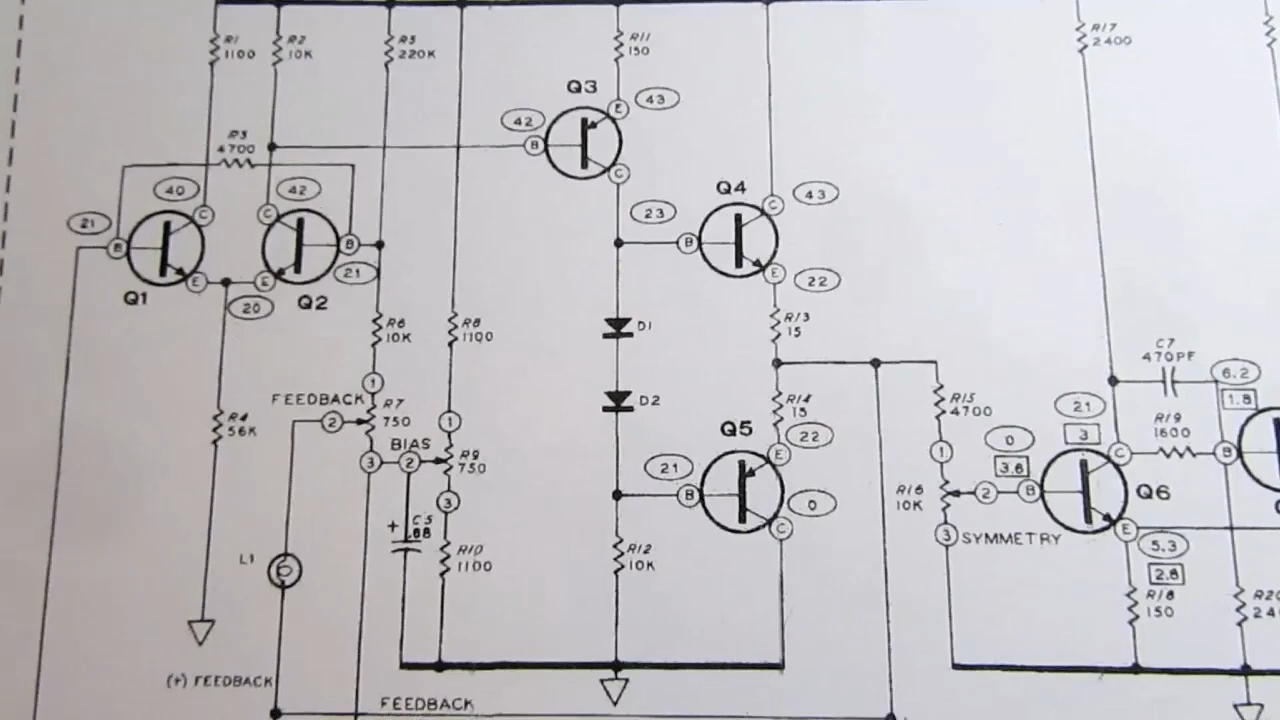 R1
1100
R2
10K
R5
220K
R11
150
R17
2400
Q3
E
43
42
B
C
R3
4700
40
C
42
C
21
B
B
E
E
21
Q1
20
Q2
Q4
C
43
23
B
E
22
R6
10K
R8
1100
D1
R13
15
FEEDBACK
1
2
R7
750
3
R4
56K
BIAS
2
1
R9
750
3
C5
+
.68
R10
1100
L1
D2
R14
15
Q5
22
E
21
B
0
C
R12
10K
R15
4700
1
R16
10K
2
3
SYMMETRY
C7
470PF
6.2
1.8
21
3
0
3.6
B
C
E
Q6
R19
1600
B
5.3
2.8
R18
150
R20
(+) FEEDBACK
FEEDBACK